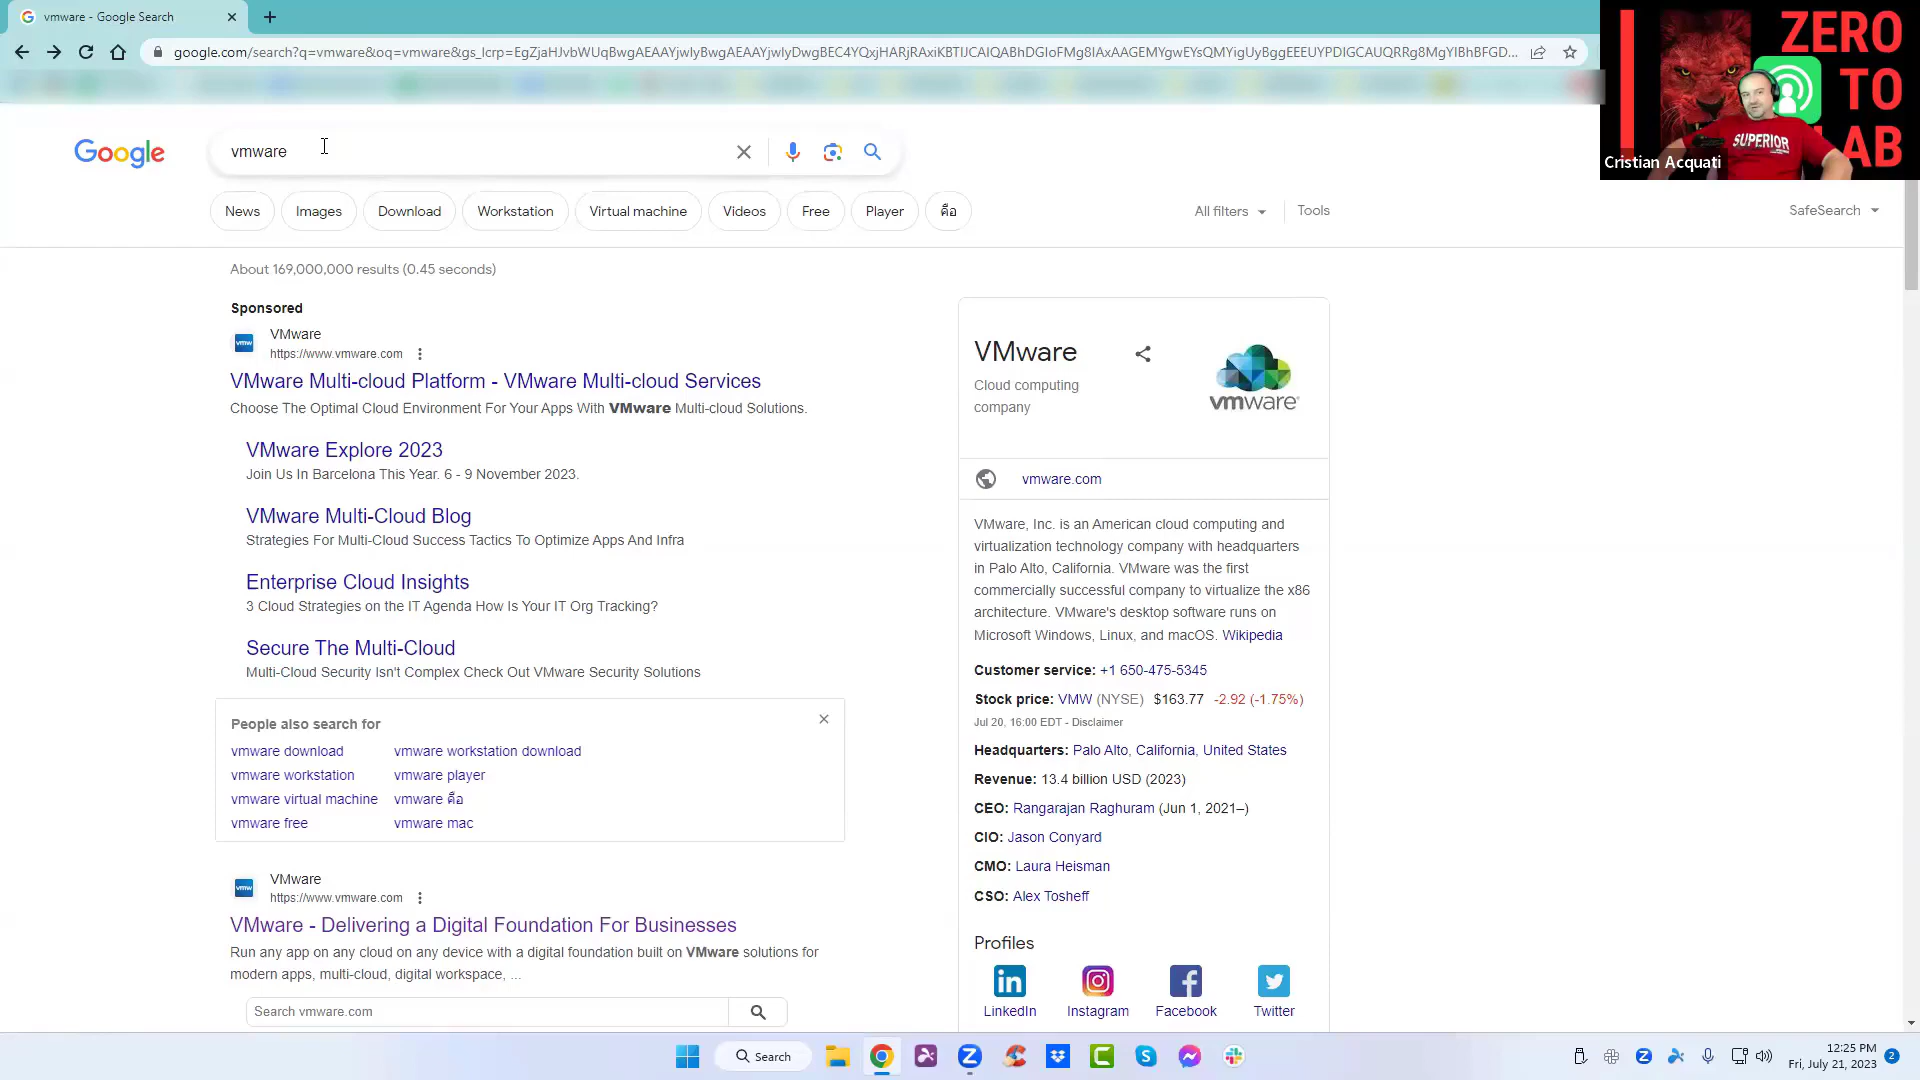 vmware - Google Search
google.com/search?q=vmware&oq=vmware&gs_lcrp=EgZjaHJvbWUqBwgAEAAYjwIyBwgAEAAYjwIyDwgBEC4YQxjHARjRAxiKBTIJCAIQABhDGIoFMg8IAxAAGEMYgwEYsQMYigUyBggEEEUYPDIGCAUQRRg8MgYIBhBFGD...
ZERO
TO
LAB
SUPERIOR
Cristian Acquati
Google
vmware
News
Images
Download
Workstation
Virtual machine
Videos
Free
Player
คือ
All filters
Tools
SafeSearch
About 169,000,000 results (0.45 seconds)
Sponsored
vmw
VMware
https://www.vmware.com
VMware Multi-cloud Platform - VMware Multi-cloud Services
Choose The Optimal Cloud Environment For Your Apps With VMware Multi-cloud Solutions.
VMware Explore 2023
Join Us In Barcelona This Year. 6 - 9 November 2023.
VMware Multi-Cloud Blog
Strategies For Multi-Cloud Success Tactics To Optimize Apps And Infra
Enterprise Cloud Insights
3 Cloud Strategies on the IT Agenda How Is Your IT Org Tracking?
Secure The Multi-Cloud
Multi-Cloud Security Isn't Complex Check Out VMware Security Solutions
People also search for
vmware download
vmware workstation download
vmware workstation
vmware player
vmware virtual machine
vmware คือ
vmware free
vmware mac
vmw
VMware
https://www.vmware.com
VMware - Delivering a Digital Foundation For Businesses
Run any app on any cloud on any device with a digital foundation built on VMware solutions for
modern apps, multi-cloud, digital workspace, ...
Search vmware.com
VMware
Cloud computing
company
vmware
vmware.com
VMware, Inc. is an American cloud computing and
virtualization technology company with headquarters
in Palo Alto, California. VMware was the first
commercially successful company to virtualize the x86
architecture. VMware's desktop software runs on
Microsoft Windows, Linux, and macOS. Wikipedia
Customer service: +1 650-475-5345
Stock price: VMW (NYSE) $163.77 -2.92 (-1.75%)
Jul 20, 16:00 EDT - Disclaimer
Headquarters: Palo Alto, California, United States
Revenue: 13.4 billion USD (2023)
CEO: Rangarajan Raghuram (Jun 1, 2021–)
CIO: Jason Conyard
CMO: Laura Heisman
CSO: Alex Tosheff
Profiles
LinkedIn
Instagram
Facebook
Twitter
Search
12:25 PM
Fri, July 21, 2023
2